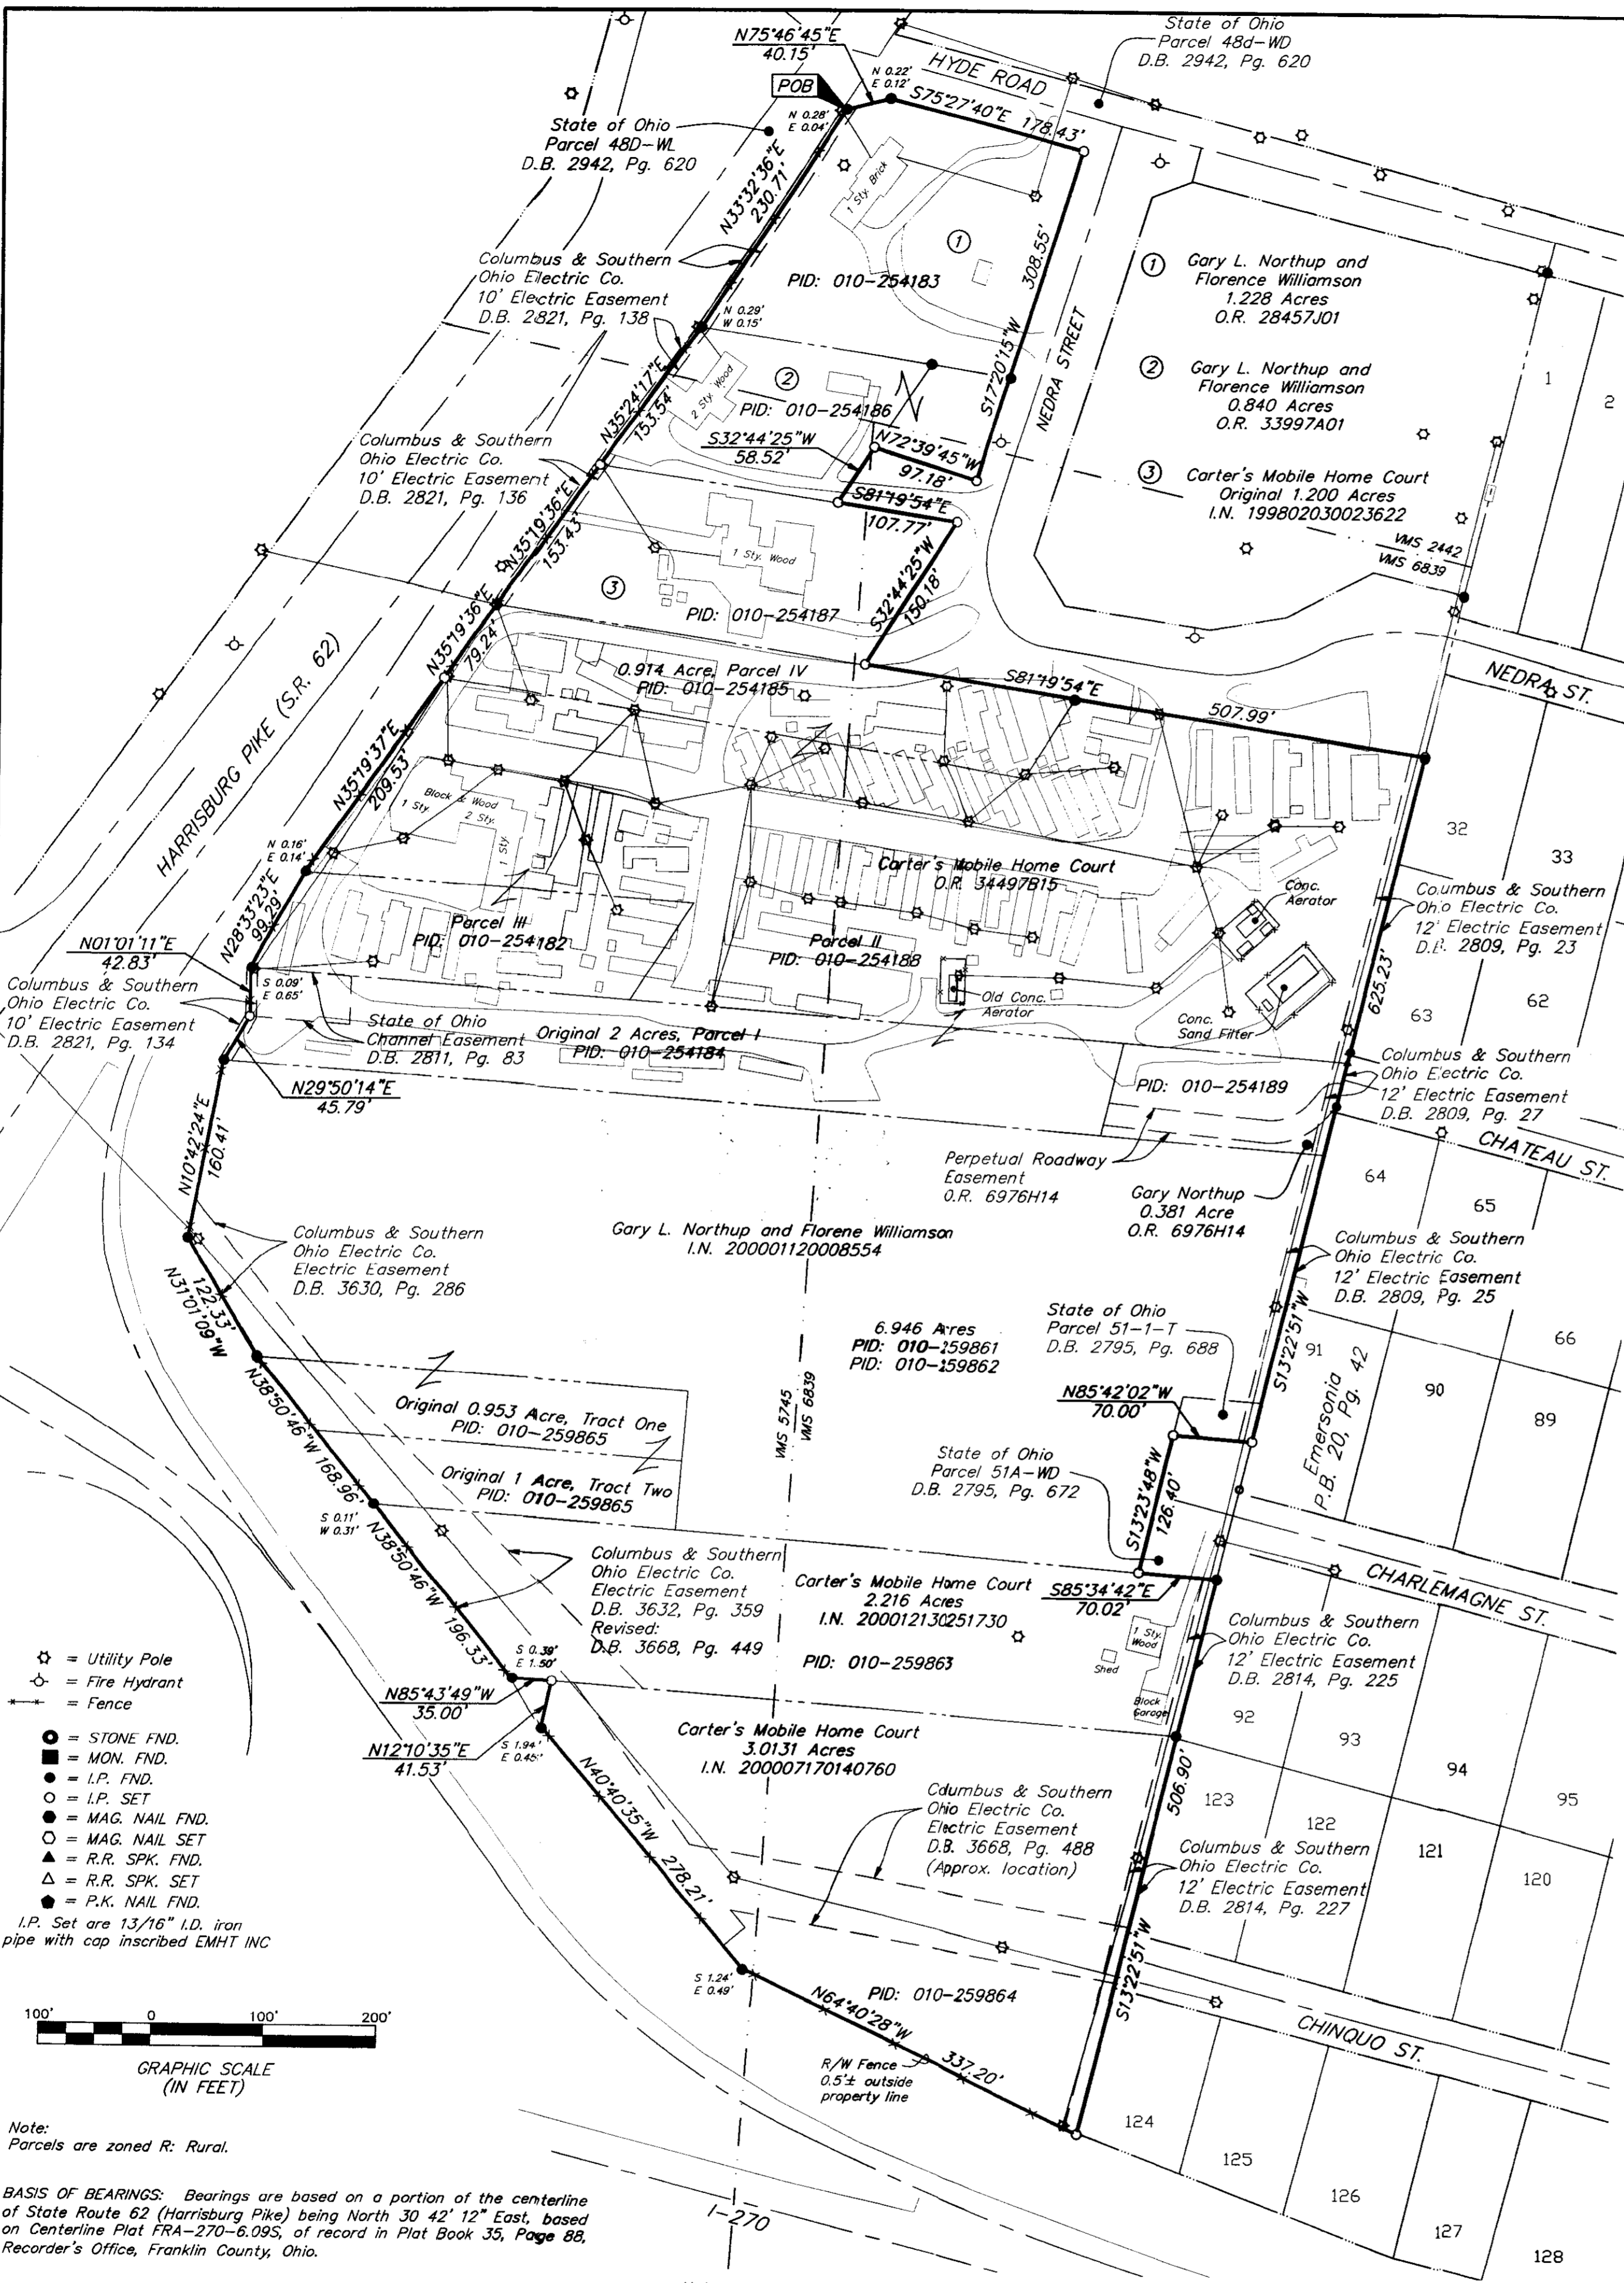 State of Ohio
Parcel 48d-WD
D.B. 2942, Pg. 620
N75°46'45"E
40.15'
HYDE ROAD
POB
N 0.22'
E 0.12'
S75°27'40"E 178.43'
N 0.28'
E 0.04'
State of Ohio
Parcel 48D-WL
D.B. 2942, Pg. 620
N33°32'36"E
230.71'
1 Sty. Brick
1
308.55'
S17°20'15"W
NEDRA STREET
Columbus & Southern
Ohio Electric Co.
10' Electric Easement
D.B. 2821, Pg. 138
PID: 010-254183
N 0.29'
W 0.15'
1 Gary L. Northup and
Florence Williamson
1.228 Acres
O.R. 28457J01
2 Gary L. Northup and
Florence Williamson
0.840 Acres
O.R. 33997A01
3 Carter's Mobile Home Court
Original 1.200 Acres
I.N. 199802030023622
VMS 2442
VMS 6839
1
2
N35°24'17"E
153.54'
2 Sty. Wood
2
PID: 010-254186
S32°44'25"W
58.52'
N72°39'45"W
97.18'
S81°19'54"E
107.77'
Columbus & Southern
Ohio Electric Co.
10' Electric Easement
D.B. 2821, Pg. 136
N35°19'36"E
153.43'
1 Sty. Wood
3
PID: 010-254187
S32°44'25"W
150.18'
N35°19'36"E
79.24'
0.914 Acre, Parcel IV
PID: 010-254185
S81°19'54"E
507.99'
NEDRA ST.
HARRISBURG PIKE (S.R. 62)
N35°19'37"E
209.53'
Block & Wood
1 Sty.
2 Sty.
1 Sty
N 0.16'
E 0.14'
N28°33'23"E
99.29'
Carter's Mobile Home Court
O.R. 34497B15
Conc.
Aerator
32
33
Columbus & Southern
Ohio Electric Co.
12' Electric Easement
D.B. 2809, Pg. 23
625.23'
62
63
N01°01'11"E
42.83'
Parcel III
PID: 010-254182
Parcel II
PID: 010-254188
Columbus & Southern
Ohio Electric Co.
10' Electric Easement
D.B. 2821, Pg. 134
S 0.09'
E 0.65'
State of Ohio
Channel Easement
D.B. 2811, Pg. 83
Original 2 Acres, Parcel I
PID: 010-254184
Old Conc.
Aerator
Conc.
Sand Filter
Columbus & Southern
Ohio Electric Co.
12' Electric Easement
D.B. 2809, Pg. 27
N29°50'14"E
45.79'
PID: 010-254189
CHATEAU ST.
N10°42'24"E
160.41'
Perpetual Roadway
Easement
O.R. 6976H14
Gary Northup
0.381 Acre
O.R. 6976H14
64
65
Columbus & Southern
Ohio Electric Co.
Electric Easement
D.B. 3630, Pg. 286
Gary L. Northup and Florene Williamson
I.N. 200001120008554
Columbus & Southern
Ohio Electric Co.
12' Electric Easement
D.B. 2809, Pg. 25
122.33'
N31°01'09"W
6.946 Acres
PID: 010-259861
PID: 010-259862
State of Ohio
Parcel 51-1-T
D.B. 2795, Pg. 688
S13°22'51"W
66
91
90
89
Emersonia
P.B. 20, Pg. 42
N38°50'46"W 168.96'
Original 0.953 Acre, Tract One
PID: 010-259865
VMS 5745
VMS 6839
N85°42'02"W
70.00'
Original 1 Acre, Tract Two
PID: 010-259865
State of Ohio
Parcel 51A-WD
D.B. 2795, Pg. 672
S13°23'48"W
126.40'
S 0.11'
W 0.31'
N38°50'46"W 196.33'
Columbus & Southern
Ohio Electric Co.
Electric Easement
D.B. 3632, Pg. 359
Revised:
D.B. 3668, Pg. 449
Carter's Mobile Home Court
2.216 Acres
I.N. 200012130251730
PID: 010-259863
S85°34'42"E
70.02'
CHARLEMAGNE ST.
Columbus & Southern
Ohio Electric Co.
12' Electric Easement
D.B. 2814, Pg. 225
1 Sty.
Wood
Shed
Block
Garage
92
93
94
95
= Utility Pole
= Fire Hydrant
= Fence
= STONE FND.
= MON. FND.
= I.P. FND.
= I.P. SET
= MAG. NAIL FND.
= MAG. NAIL SET
= R.R. SPK. FND.
= R.R. SPK. SET
= P.K. NAIL FND.
I.P. Set are 13/16" I.D. iron
pipe with cap inscribed EMHT INC
S 0.39'
E 1.50'
N85°43'49"W
35.00'
N12°10'35"E
41.53'
S 1.94'
E 0.45'
Carter's Mobile Home Court
3.0131 Acres
I.N. 200007170140760
N40°40'35"W 278.21'
Columbus & Southern
Ohio Electric Co.
Electric Easement
D.B. 3668, Pg. 488
(Approx. location)
506.90'
123
122
121
120
Columbus & Southern
Ohio Electric Co.
12' Electric Easement
D.B. 2814, Pg. 227
S13°22'51"W
S 1.24'
E 0.49'
PID: 010-259864
N64°40'28"W
337.20'
R/W Fence
0.5'± outside
property line
CHINQUO ST.
124
125
126
127
128
100' 0 100' 200'
GRAPHIC SCALE
(IN FEET)
Note:
Parcels are zoned R: Rural.
BASIS OF BEARINGS: Bearings are based on a portion of the centerline
of State Route 62 (Harrisburg Pike) being North 30 42' 12" East, based
on Centerline Plat FRA-270-6.09S, of record in Plat Book 35, Page 88,
Recorder's Office, Franklin County, Ohio.
I-270